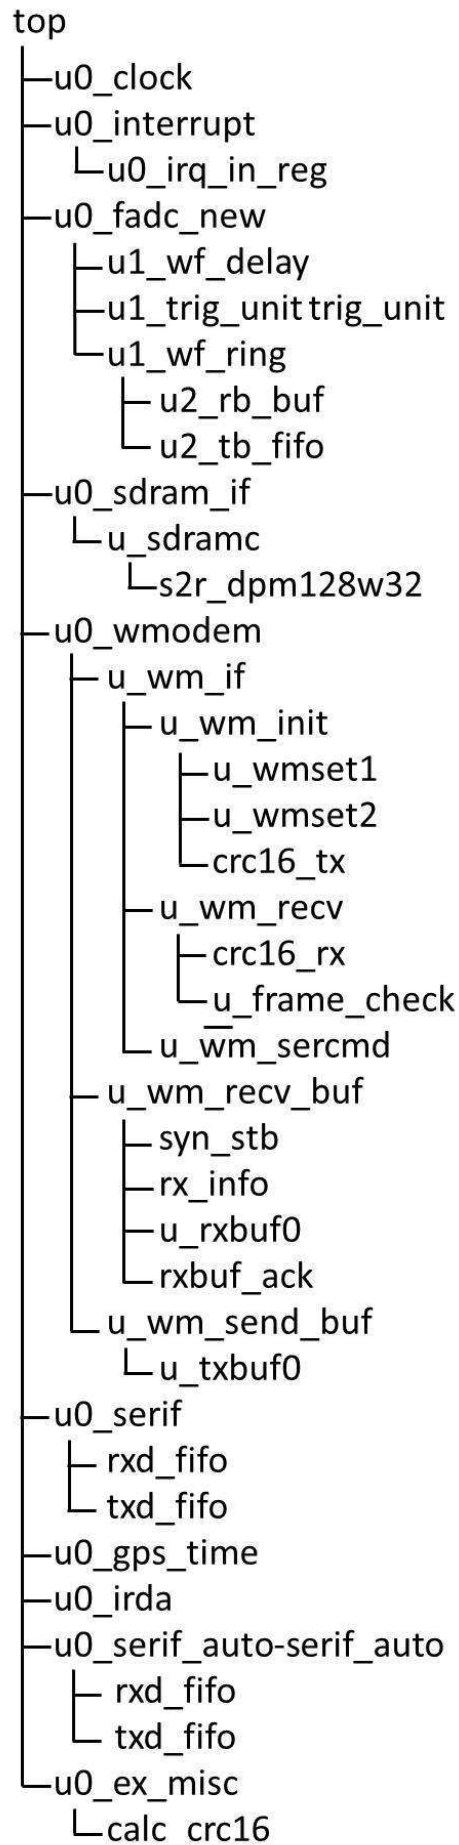 top
u0_clock
u0_interrupt
u0_irq_in_reg
u0_fadc_new
u1_wf_delay
u1_trig_unit trig_unit
u1_wf_ring
u2_rb_buf
u2_tb_fifo
u0_sdram_if
u_sdramc
s2r_dpm128w32
u0_wmodem
u_wm_if
u_wm_init
u_wmset1
u_wmset2
crc16_tx
u_wm_recv
crc16_rx
u_frame_check
u_wm_sercmd
u_wm_recv_buf
syn_stb
rx_info
u_rxbuf0
rxbuf_ack
u_wm_send_buf
u_txbuf0
u0_serif
rxd_fifo
txd_fifo
u0_gps_time
u0_irda
u0_serif_auto-serif_auto
rxd_fifo
txd_fifo
u0_ex_misc
calc_crc16